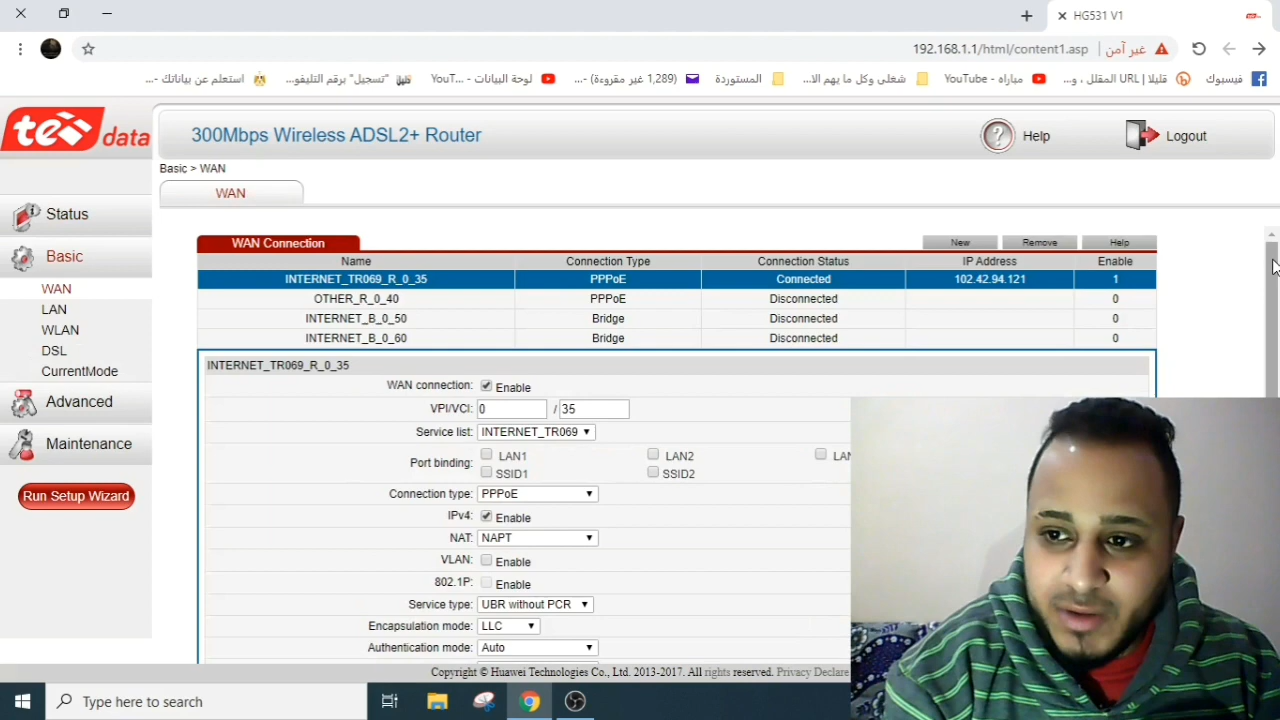 HG531 V1
192.168.1.1/html/content1.asp
غير آمن
فيسبوك
قليلا | URL المقلل ، و...
مباراه - YouTube
شغلى وكل ما يهم الا...
المستوردة
(1,289 غير مقروءة) -...
لوحة البيانات - YouT...
"تسجيل" برقم التليفو...
استعلم عن بياناتك -...
te data
300Mbps Wireless ADSL2+ Router
Help
Logout
Basic > WAN
WAN
Status
Basic
WAN
LAN
WLAN
DSL
CurrentMode
Advanced
Maintenance
Run Setup Wizard
WAN Connection
New Remove Help
Name Connection Type Connection Status IP Address Enable
INTERNET_TR069_R_0_35 PPPoE Connected 102.42.94.121 1
OTHER_R_0_40 PPPoE Disconnected 0
INTERNET_B_0_50 Bridge Disconnected 0
INTERNET_B_0_60 Bridge Disconnected 0
INTERNET_TR069_R_0_35
WAN connection: Enable
VPI/VCI: 0 / 35
Service list: INTERNET_TR069
Port binding: LAN1 LAN2 LAN
SSID1 SSID2
Connection type: PPPoE
IPv4: Enable
NAT: NAPT
VLAN: Enable
802.1P: Enable
Service type: UBR without PCR
Encapsulation mode: LLC
Authentication mode: Auto
Copyright © Huawei Technologies Co., Ltd. 2013-2017. All rights reserved. Privacy Declare
Type here to search